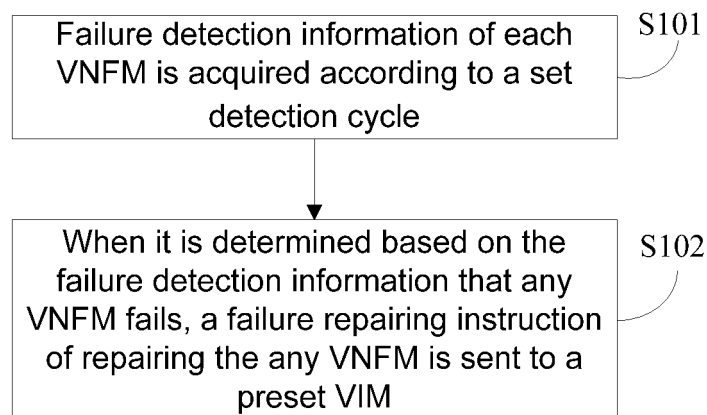 Failure detection information of each
VNFM is acquired according to a set
detection cycle
S101
When it is determined based on the
failure detection information that any
VNFM fails, a failure repairing instruction
of repairing the any VNFM is sent to a
preset VIM
S102